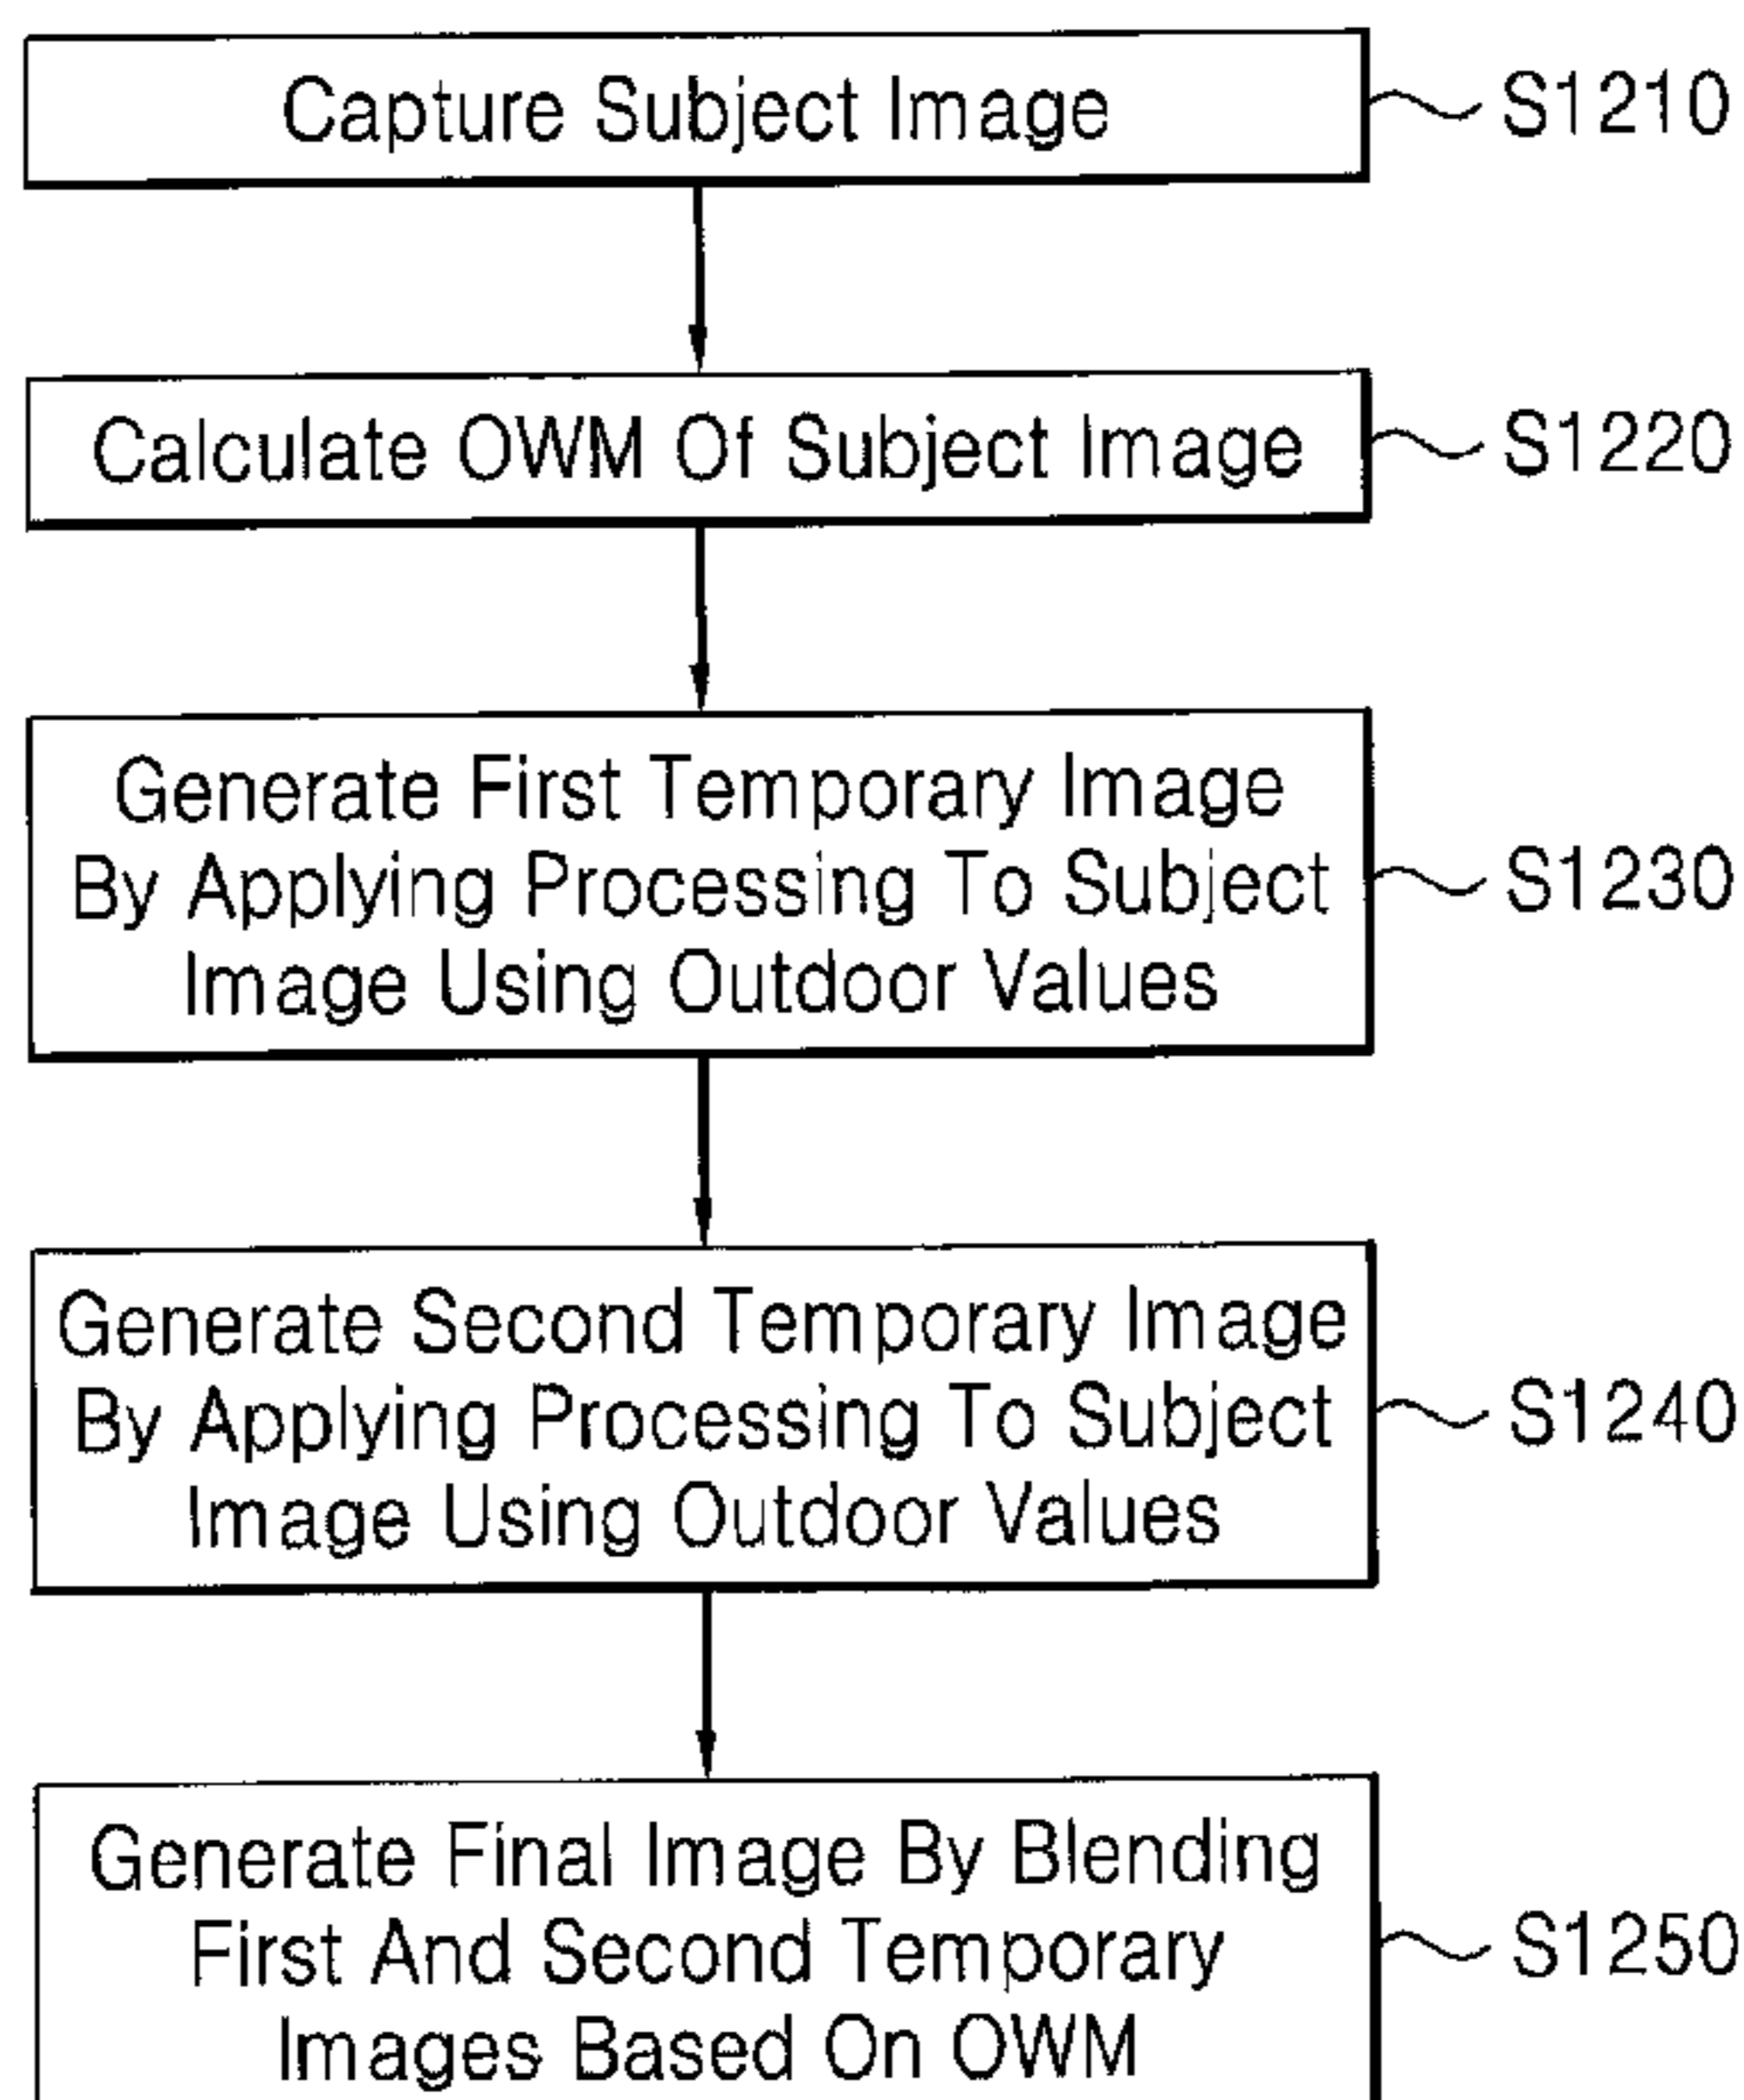 Capture Subject Image
S1210
Calculate OWM Of Subject Image
S1220
Generate First Temporary Image
By Applying Processing To Subject
Image Using Outdoor Values
S1230
Generate Second Temporary Image
By Applying Processing To Subject
Image Using Outdoor Values
S1240
Generate Final Image By Blending
First And Second Temporary
Images Based On OWM
S1250